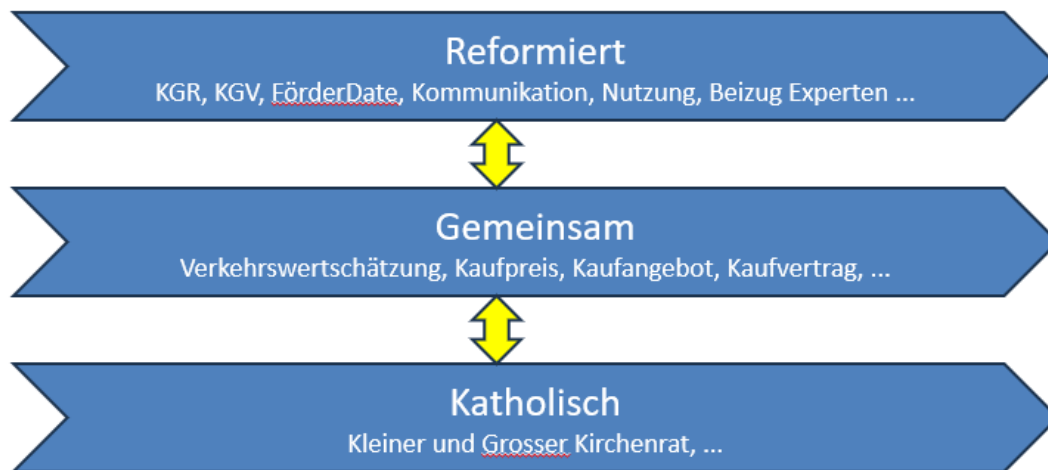 Reformiert
KGR, KGV, FörderDate, Kommunikation, Nutzung, Beizug Experten ...
Gemeinsam
Verkehrswertschätzung, Kaufpreis, Kaufangebot, Kaufvertrag, ...
Katholisch
Kleiner und Grosser Kirchenrat, ...